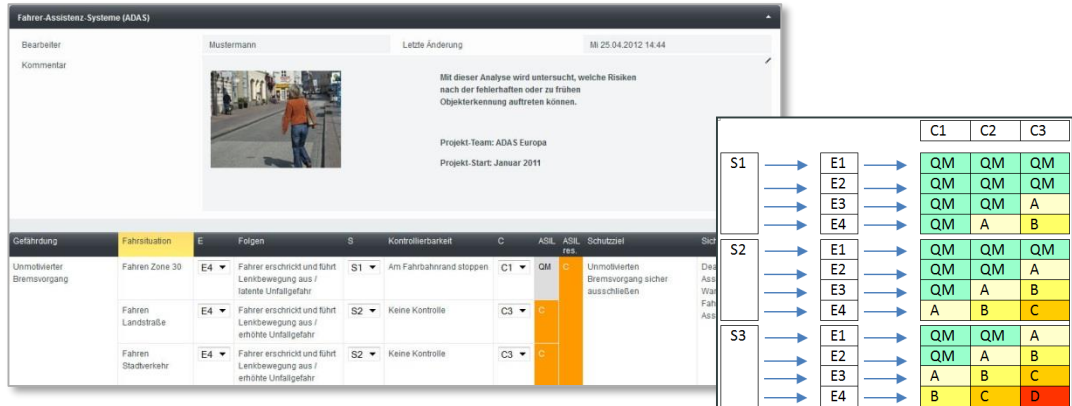 Fahrer-Assistenz-Systeme (ADAS)
Bearbeiter Mustermann Letzte Änderung Mi 25.04.2012 14:44
Kommentar
Mit dieser Analyse wird untersucht, welche Risiken
nach der fehlerhaften oder zu frühen
Objekterkennung auftreten können.
Projekt-Team: ADAS Europa
Projekt-Start: Januar 2011
Gefährdung Fahrsituation E Folgen S Kontrollierbarkeit C ASIL ASIL res. Schutzziel
Unmotivierter Fahren Zone 30 E4 Fahrer erschrickt und führt S1 Am Fahrbahnrand stoppen C1 QM C Unmotivierten
Bremsvorgang Lenkbewegung aus / Bremsvorgang sicher
latente Unfallgefahr ausschließen
Fahren E4 Fahrer erschrickt und führt S2 Keine Kontrolle C3 C
Landstraße Lenkbewegung aus /
erhöhte Unfallgefahr
Fahren E4 Fahrer erschrickt und führt S2 Keine Kontrolle C3 C
Stadtverkehr Lenkbewegung aus /
erhöhte Unfallgefahr
C1 C2 C3
S1 E1 QM QM QM
E2 QM QM QM
E3 QM QM A
E4 QM A B
S2 E1 QM QM QM
E2 QM QM A
E3 QM A B
E4 A B C
S3 E1 QM QM A
E2 QM A B
E3 A B C
E4 B C D